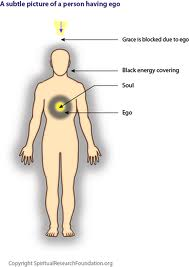 A subtle picture of a person having ego
Grace is blocked due to ego
Black energy covering
Soul
Ego
Copyright SpiritualResearchFoundation.org